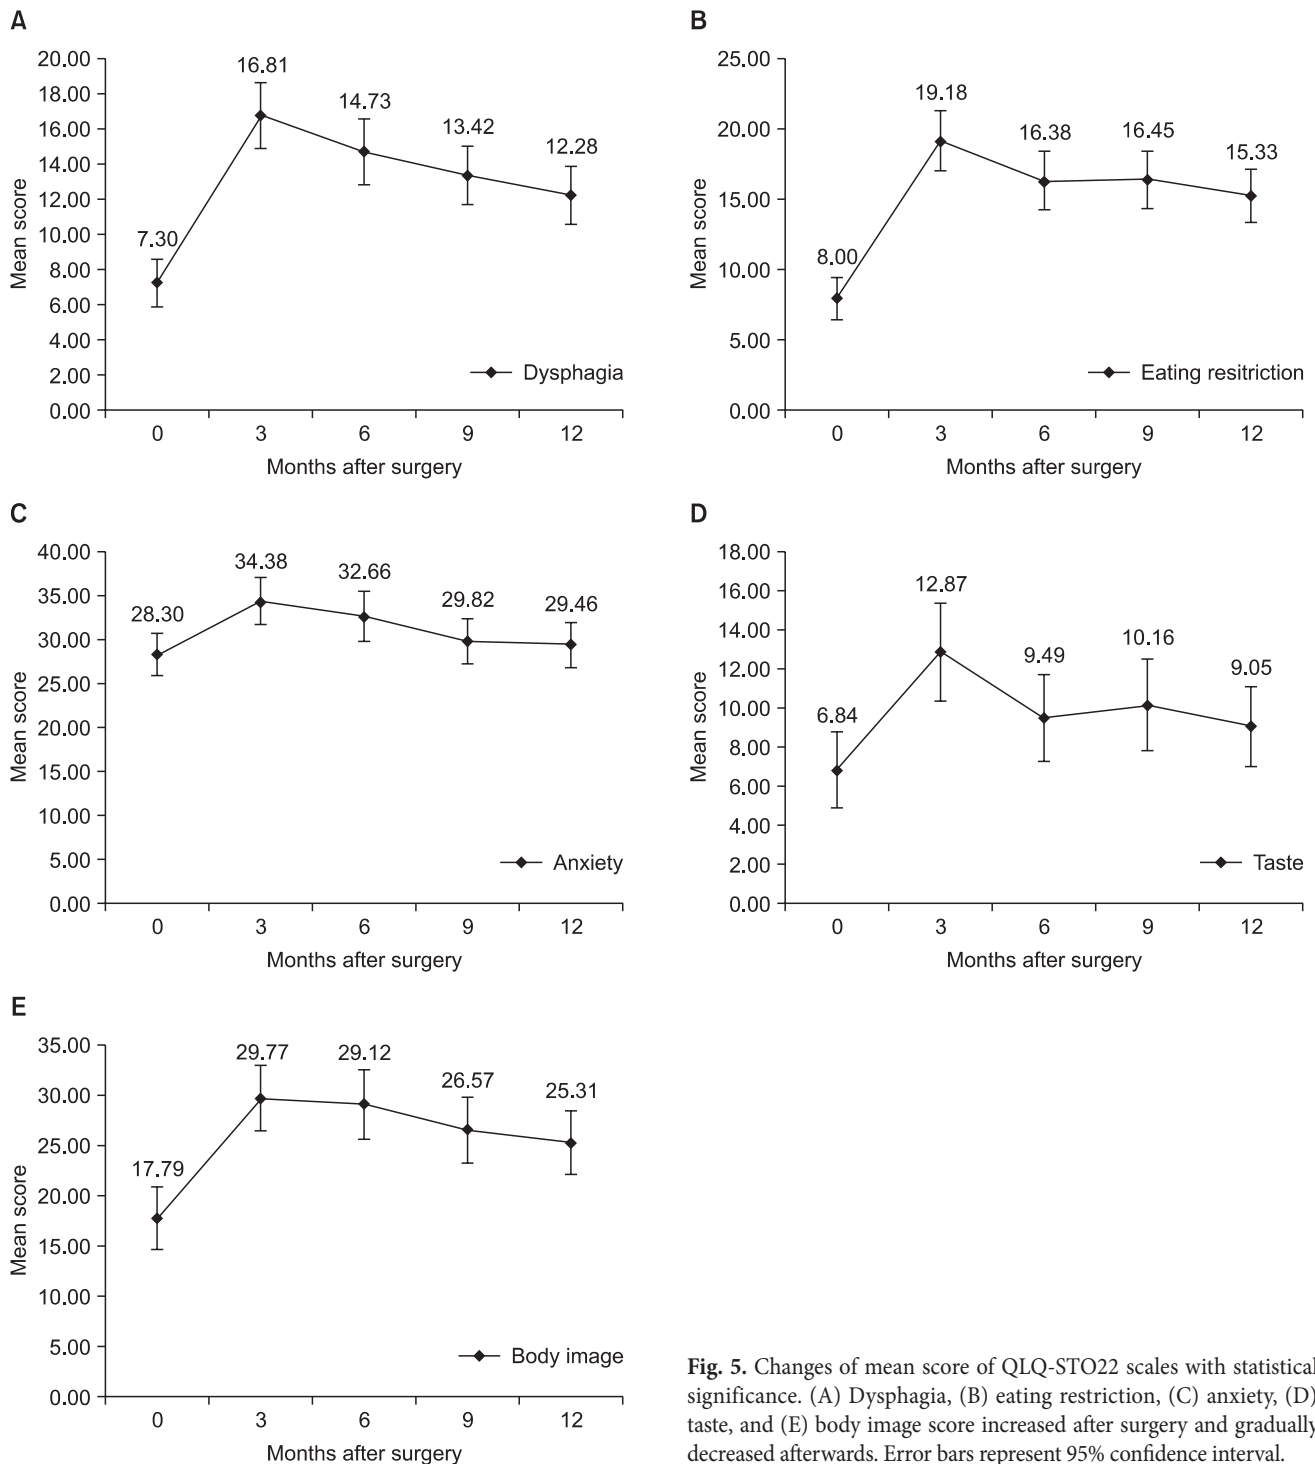 A
20.00
18.00
16.00
14.00
12.00
10.00
8.00
6.00
4.00
2.00
0.00
Mean score
7.30
16.81
14.73
13.42
12.28
Dysphagia
0 3 6 9 12
Months after surgery
B
25.00
20.00
15.00
10.00
5.00
0.00
Mean score
8.00
19.18
16.38
16.45
15.33
Eating resitriction
0 3 6 9 12
Months after surgery
C
40.00
35.00
30.00
25.00
20.00
15.00
10.00
5.00
0.00
Mean score
28.30
34.38
32.66
29.82
29.46
Anxiety
0 3 6 9 12
Months after surgery
D
18.00
16.00
14.00
12.00
10.00
8.00
6.00
4.00
2.00
0.00
Mean score
6.84
12.87
9.49
10.16
9.05
Taste
0 3 6 9 12
Months after surgery
E
35.00
30.00
25.00
20.00
15.00
10.00
5.00
0.00
Mean score
17.79
29.77
29.12
26.57
25.31
Body image
0 3 6 9 12
Months after surgery
Fig. 5. Changes of mean score of QLQ-STO22 scales with statistical
significance. (A) Dysphagia, (B) eating restriction, (C) anxiety, (D)
taste, and (E) body image score increased after surgery and gradually
decreased afterwards. Error bars represent 95% confidence interval.